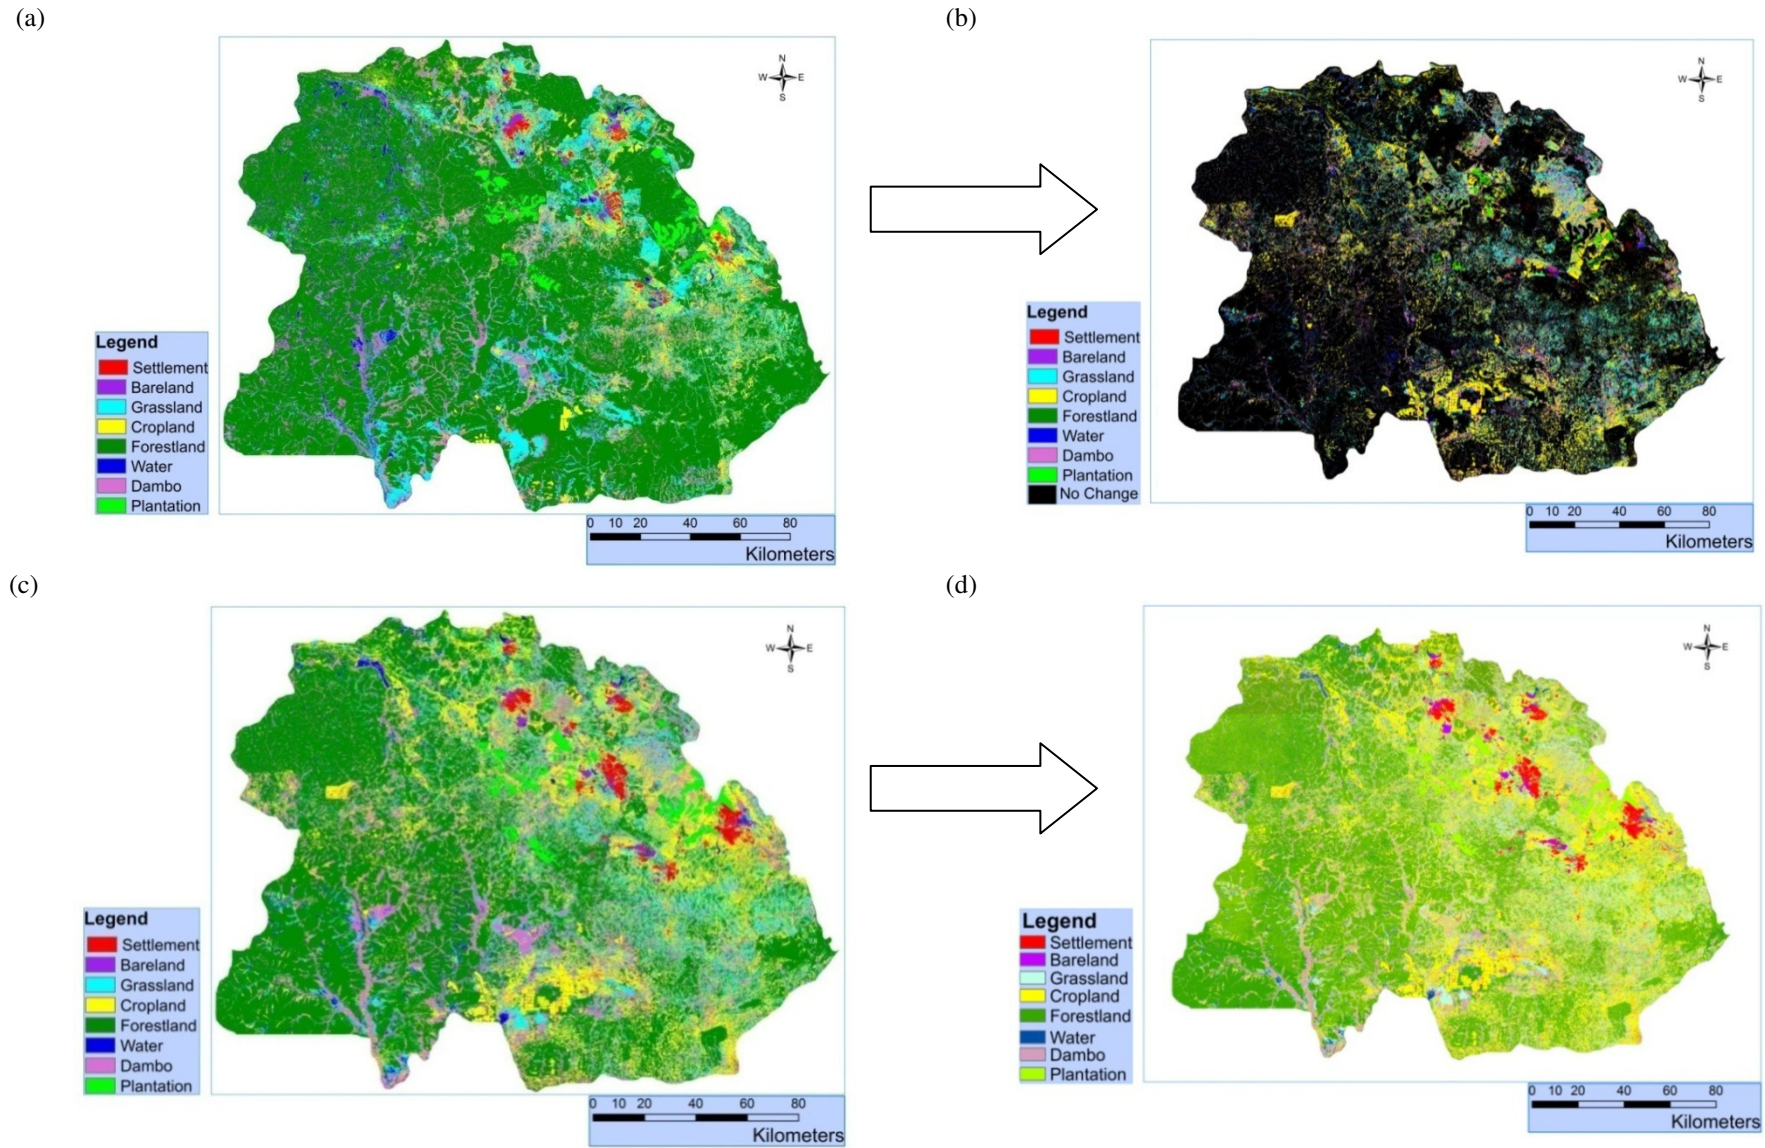 (a)
N
W E
S
Legend
Settlement
Bareland
Grassland
Cropland
Forestland
Water
Dambo
Plantation
0 10 20 40 60 80
Kilometers
(b)
N
W E
S
Legend
Settlement
Bareland
Grassland
Cropland
Forestland
Water
Dambo
Plantation
No Change
0 10 20 40 60 80
Kilometers
(c)
N
W E
S
Legend
Settlement
Bareland
Grassland
Cropland
Forestland
Water
Dambo
Plantation
0 10 20 40 60 80
Kilometers
(d)
N
W E
S
Legend
Settlement
Bareland
Grassland
Cropland
Forestland
Water
Dambo
Plantation
0 10 20 40 60 80
Kilometers